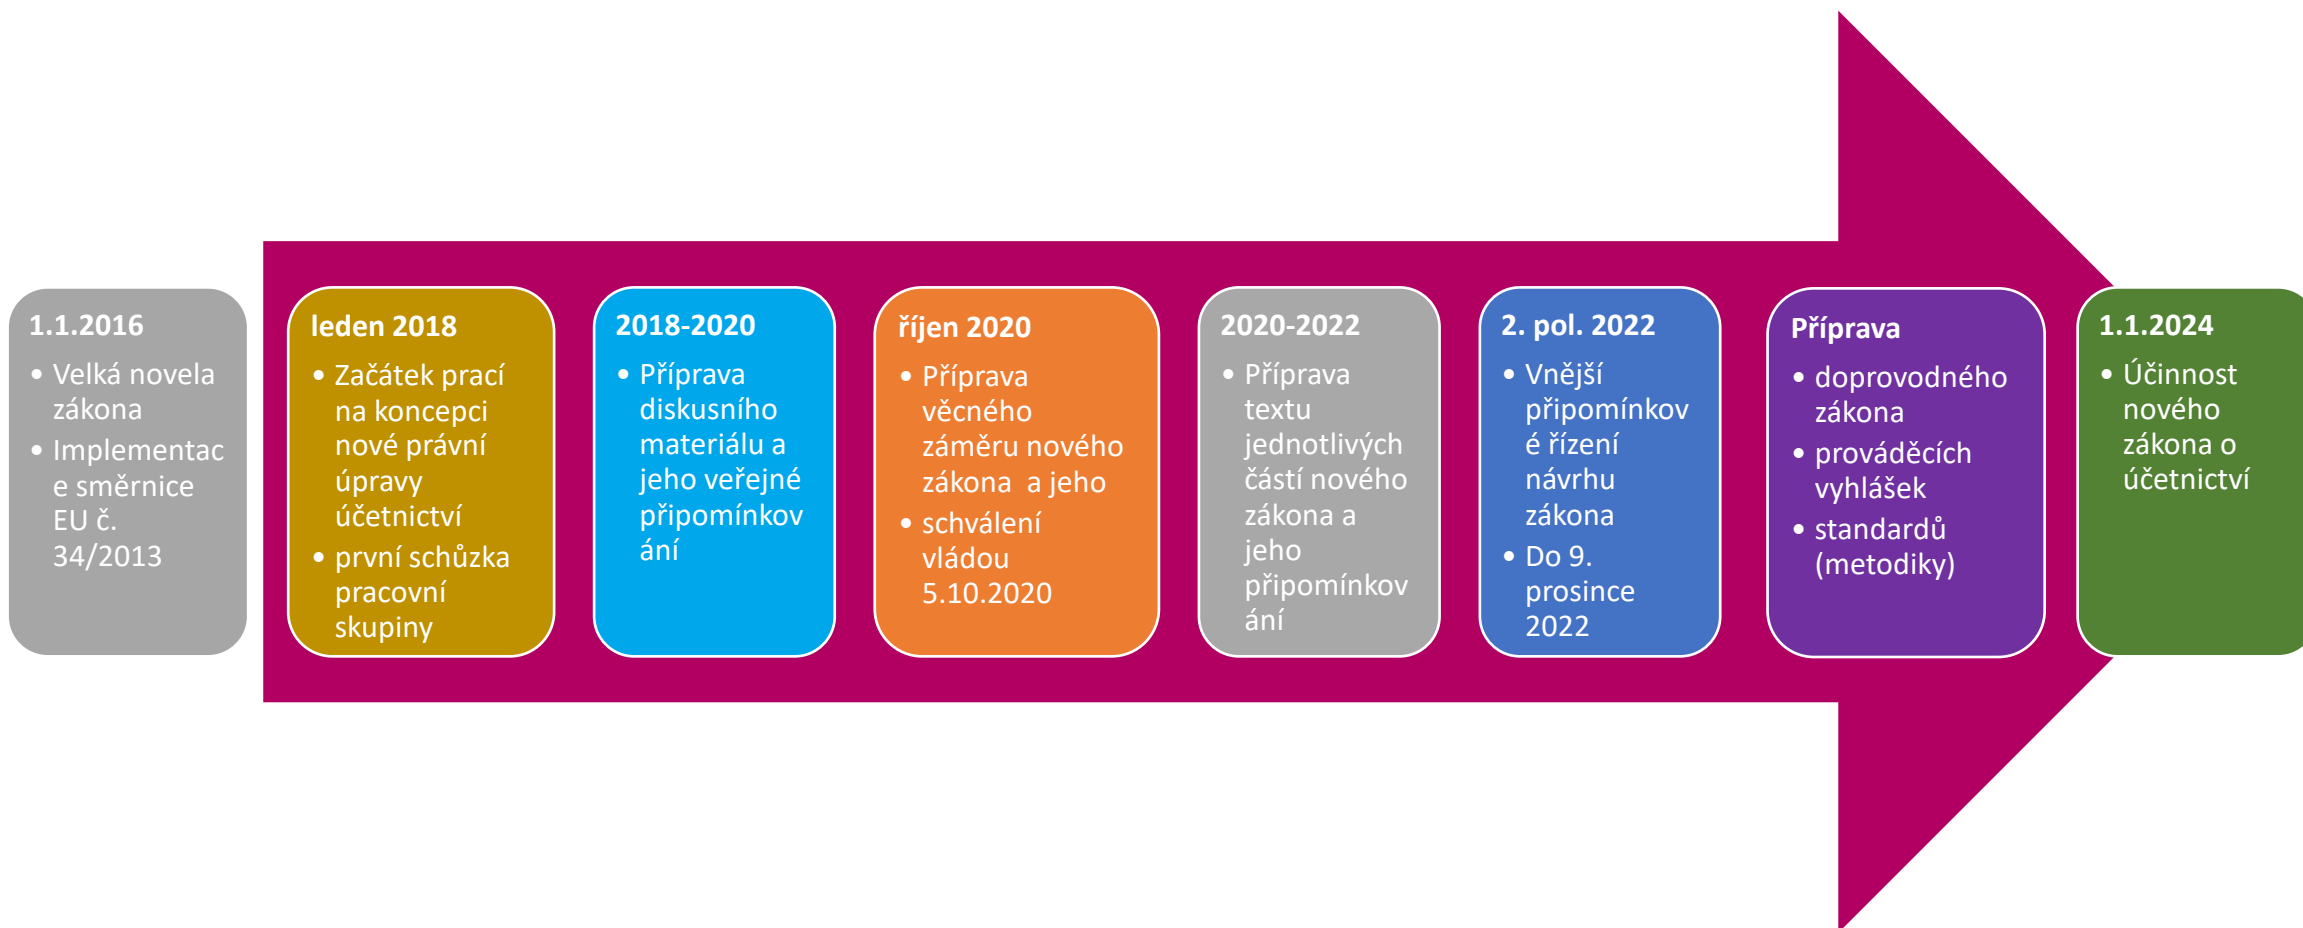 1.1.2016
• Velká novela
zákona
• Implementac
e směrnice
EU č.
34/2013
leden 2018
• Začátek prací
na koncepci
nové právní
úpravy
účetnictví
• první schůzka
pracovní
skupiny
2018-2020
• Příprava
diskusního
materiálu a
jeho veřejné
připomínkov
ání
říjen 2020
• Příprava
věcného
záměru nového
zákona  a jeho
• schválení
vládou
5.10.2020
2020-2022
• Příprava
textu
jednotlivých
částí nového
zákona a
jeho
připomínkov
ání
2. pol. 2022
• Vnější
připomínkov
é řízení
návrhu
zákona
• Do 9.
prosince
2022
Příprava
• doprovodného
zákona
• prováděcích
vyhlášek
• standardů
(metodiky)
1.1.2024
• Účinnost
nového
zákona o
účetnictví